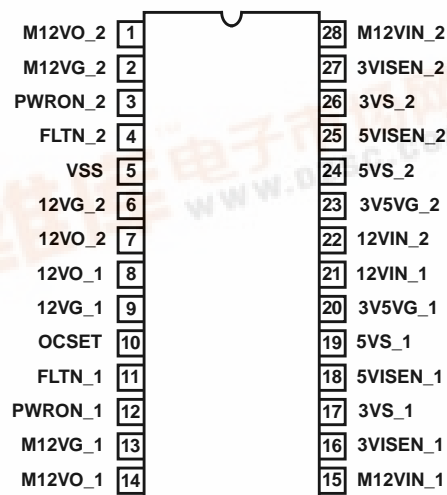 M12VO_2 1 28 M12VIN_2
M12VG_2 2 27 3VISEN_2
PWRON_2 3 26 3VS_2
FLTN_2 4 25 5VISEN_2
VSS 5 24 5VS_2
12VG_2 6 23 3V5VG_2
12VO_2 7 22 12VIN_2
12VO_1 8 21 12VIN_1
12VG_1 9 20 3V5VG_1
OCSET 10 19 5VS_1
FLTN_1 11 18 5VISEN_1
PWRON_1 12 17 3VS_1
M12VG_1 13 16 3VISEN_1
M12VO_1 14 15 M12VIN_1